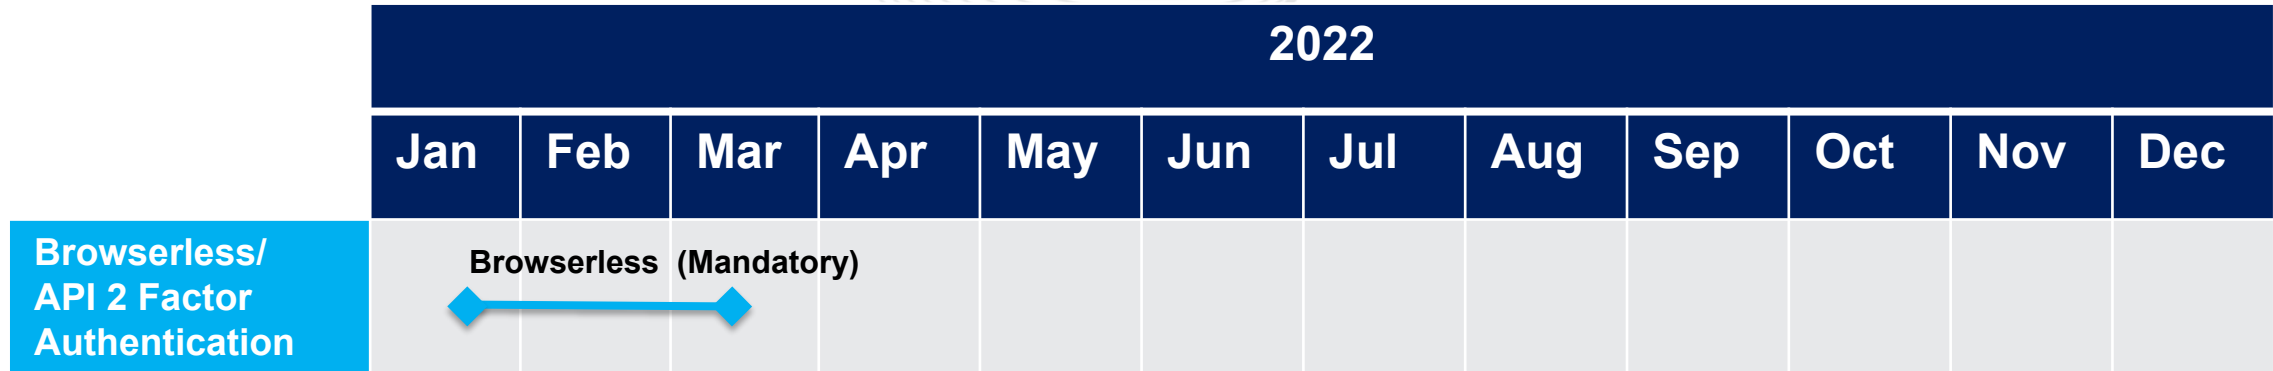 2022
Jan Feb Mar Apr May Jun Jul Aug Sep Oct Nov Dec
Browserless/
API 2 Factor
Authentication
Browserless (Mandatory)